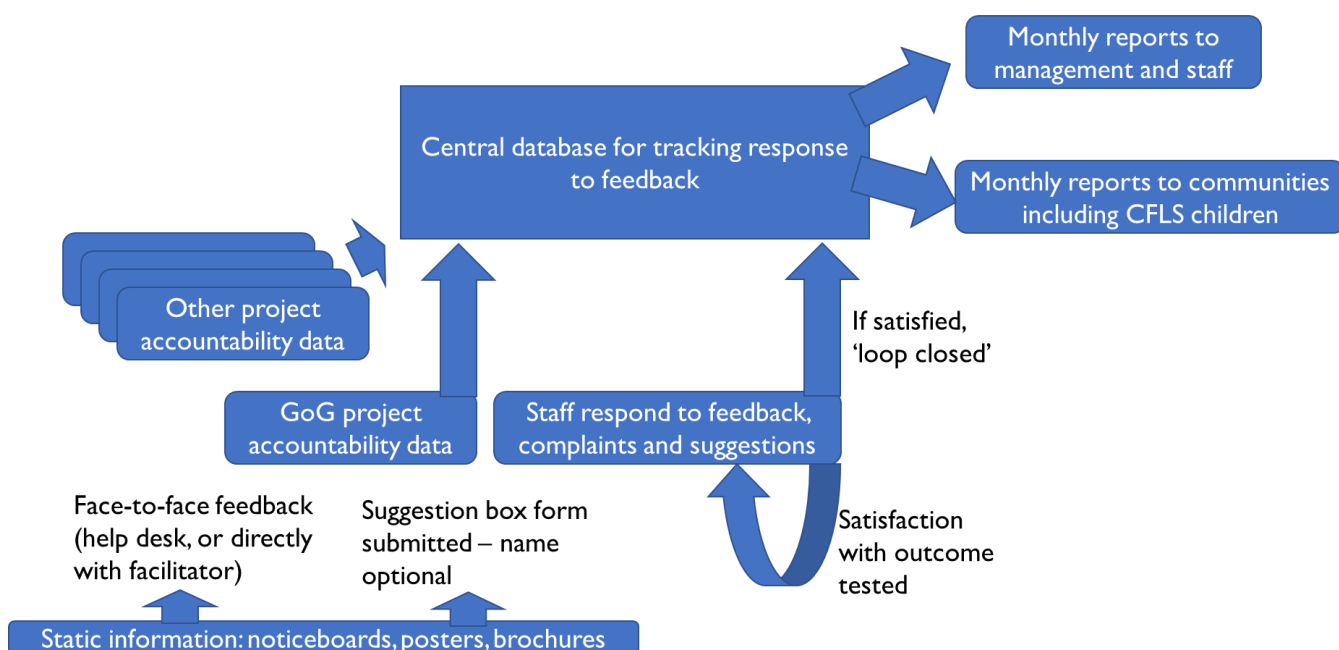 Monthly reports to
management and staff
Central database for tracking response
to feedback
Monthly reports to communities
including CFLS children
Other project
accountability data
If satisfied,
‘loop closed’
GoG project
accountability data
Staff respond to feedback,
complaints and suggestions
Face-to-face feedback
(help desk, or directly
with facilitator)
Suggestion box form
submitted – name
optional
Satisfaction
with outcome
tested
Static information: noticeboards, posters, brochures